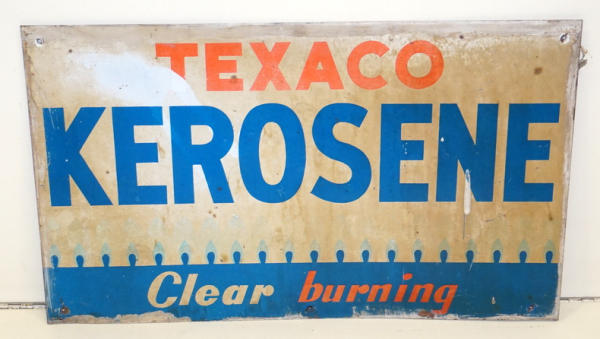 TEXACO
KEROSENE
Clear burning